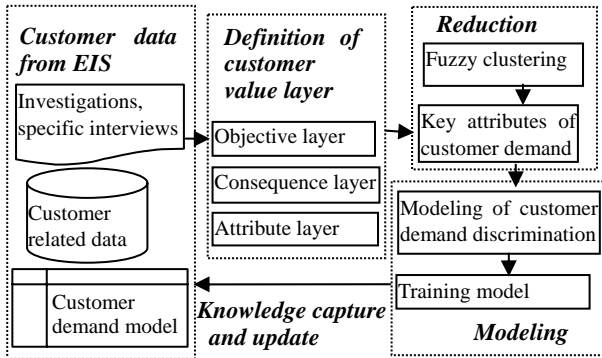 Customer data
from EIS
Investigations,
specific interviews
Customer
related data
Customer
demand model
Definition of
customer
value layer
Objective layer
Consequence layer
Attribute layer
Reduction
Fuzzy clustering
Key attributes of
customer demand
Modeling of customer
demand discrimination
Training model
Modeling
Knowledge capture
and update